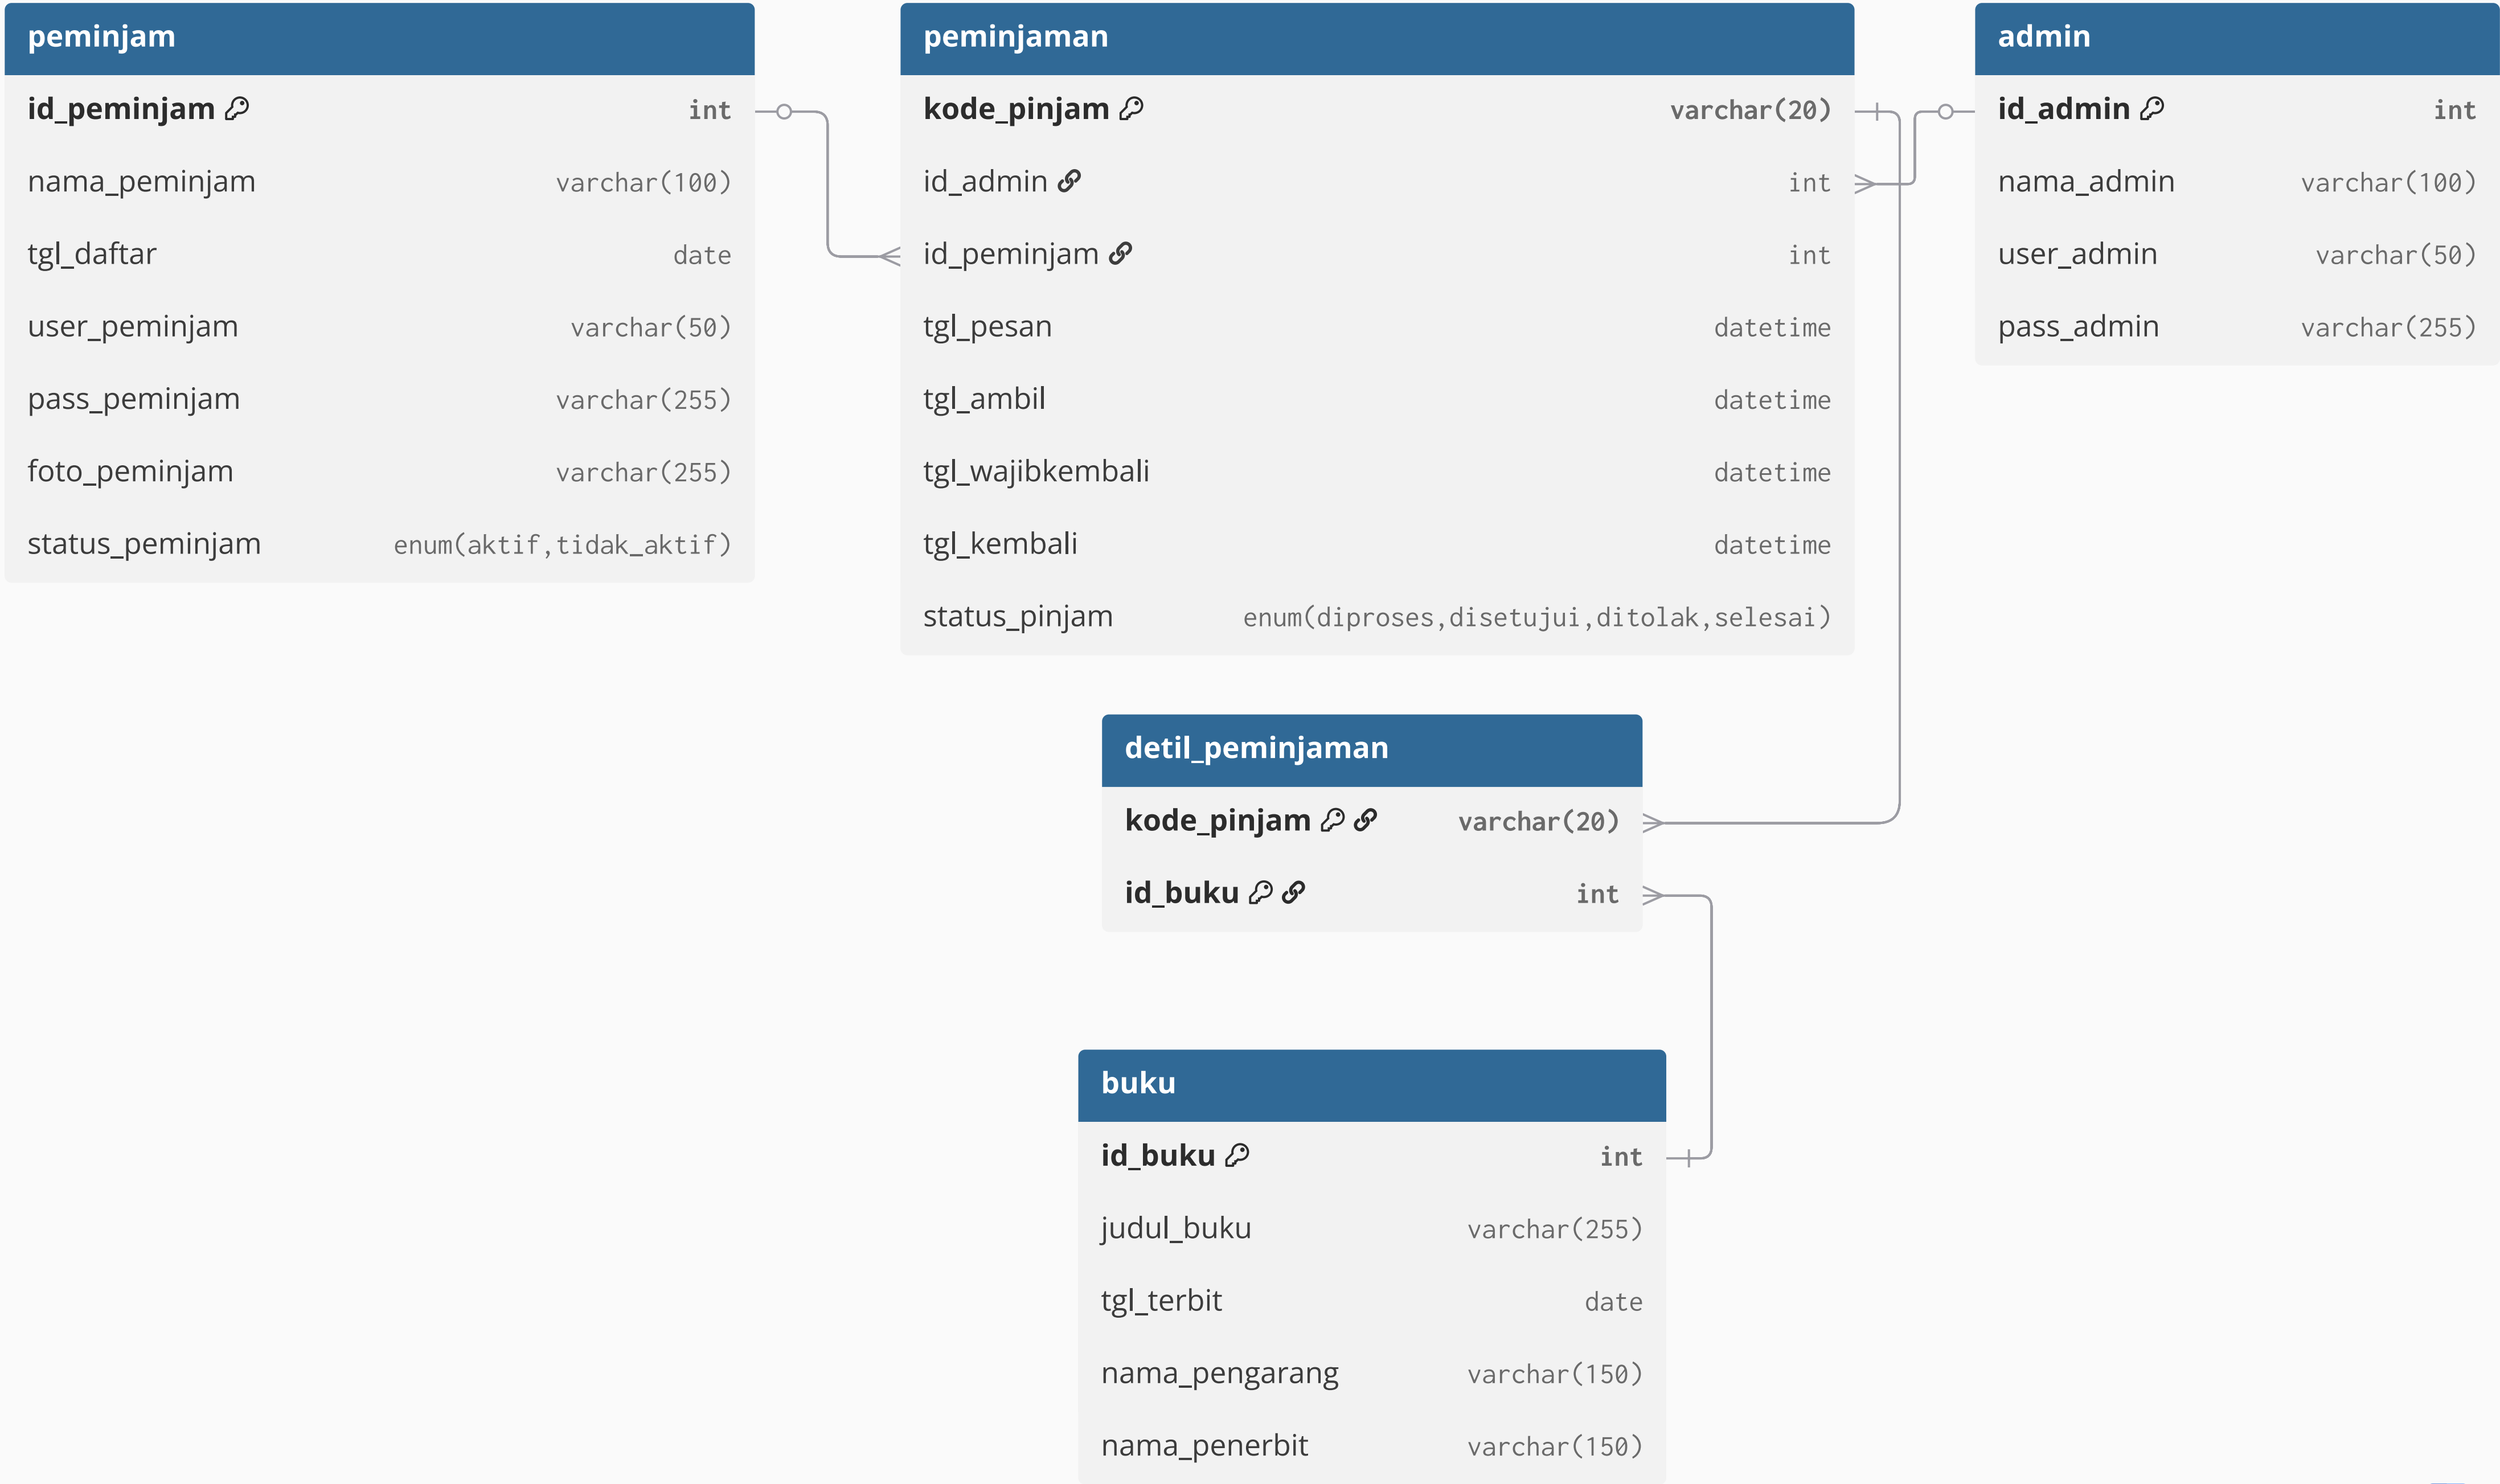 peminjam
id_peminjam int
nama_peminjam varchar(100)
tgl_daftar date
user_peminjam varchar(50)
pass_peminjam varchar(255)
foto_peminjam varchar(255)
status_peminjam enum(aktif,tidak_aktif)
peminjaman
kode_pinjam varchar(20)
id_admin int
id_peminjam int
tgl_pesan datetime
tgl_ambil datetime
tgl_wajibkembali datetime
tgl_kembali datetime
status_pinjam enum(diproses,disetujui,ditolak,selesai)
admin
id_admin int
nama_admin varchar(100)
user_admin varchar(50)
pass_admin varchar(255)
detil_peminjaman
kode_pinjam varchar(20)
id_buku int
buku
id_buku int
judul_buku varchar(255)
tgl_terbit date
nama_pengarang varchar(150)
nama_penerbit varchar(150)